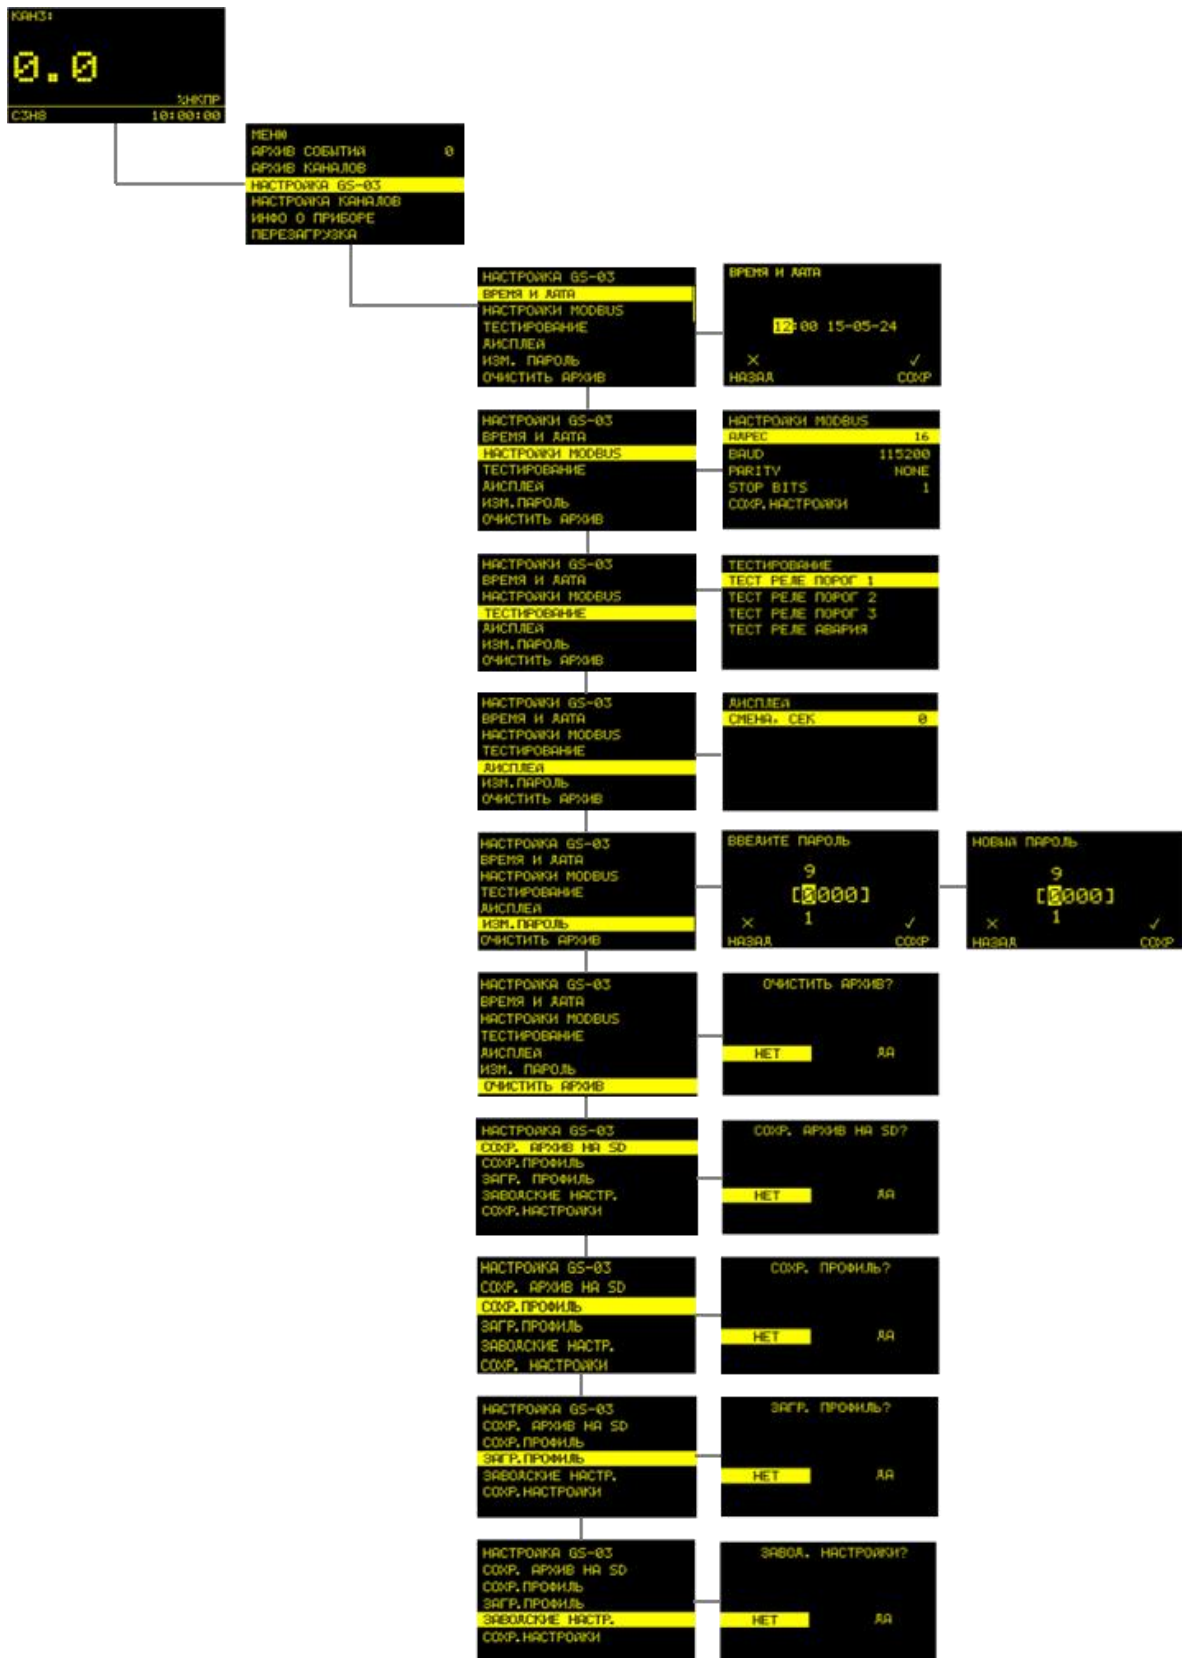 КАН3:
0.0
%НКПР
C3H8 10:00:00
МЕНЮ
АРХИВ СОБЫТИЙ 0
АРХИВ КАНАЛОВ
НАСТРОЙКА GS-03
НАСТРОЙКА КАНАЛОВ
ИНФО О ПРИБОРЕ
ПЕРЕЗАГРУЗКА
НАСТРОЙКА GS-03
ВРЕМЯ И ДАТА
НАСТРОЙКИ MODBUS
ТЕСТИРОВАНИЕ
ДИСПЛЕЙ
ИЗМ. ПАРОЛЬ
ОЧИСТИТЬ АРХИВ
ВРЕМЯ И ДАТА
12:00 15-05-24
× ✓
НАЗАД СОХР
НАСТРОЙКИ GS-03
ВРЕМЯ И ДАТА
НАСТРОЙКИ MODBUS
ТЕСТИРОВАНИЕ
ДИСПЛЕЙ
ИЗМ.ПАРОЛЬ
ОЧИСТИТЬ АРХИВ
НАСТРОЙКИ MODBUS
АДРЕС 16
BAUD 115200
PARITY NONE
STOP BITS 1
СОХР.НАСТРОЙКИ
НАСТРОЙКИ GS-03
ВРЕМЯ И ДАТА
НАСТРОЙКИ MODBUS
ТЕСТИРОВАНИЕ
ДИСПЛЕЙ
ИЗМ.ПАРОЛЬ
ОЧИСТИТЬ АРХИВ
ТЕСТИРОВАНИЕ
ТЕСТ РЕЛЕ ПОРОГ 1
ТЕСТ РЕЛЕ ПОРОГ 2
ТЕСТ РЕЛЕ ПОРОГ 3
ТЕСТ РЕЛЕ АВАРИЯ
НАСТРОЙКИ GS-03
ВРЕМЯ И ДАТА
НАСТРОЙКИ MODBUS
ТЕСТИРОВАНИЕ
ДИСПЛЕЙ
ИЗМ.ПАРОЛЬ
ОЧИСТИТЬ АРХИВ
ДИСПЛЕЙ
СМЕНА, СЕК 0
НАСТРОЙКА GS-03
ВРЕМЯ И ДАТА
НАСТРОЙКИ MODBUS
ТЕСТИРОВАНИЕ
ДИСПЛЕЙ
ИЗМ.ПАРОЛЬ
ОЧИСТИТЬ АРХИВ
ВВЕДИТЕ ПАРОЛЬ
9
[0000]
× 1 ✓
НАЗАД СОХР
НОВЫЙ ПАРОЛЬ
9
[0000]
× 1 ✓
НАЗАД СОХР
НАСТРОЙКА GS-03
ВРЕМЯ И ДАТА
НАСТРОЙКИ MODBUS
ТЕСТИРОВАНИЕ
ДИСПЛЕЙ
ИЗМ. ПАРОЛЬ
ОЧИСТИТЬ АРХИВ
ОЧИСТИТЬ АРХИВ?
НЕТ ДА
НАСТРОЙКА GS-03
СОХР. АРХИВ НА SD
СОХР.ПРОФИЛЬ
ЗАГР. ПРОФИЛЬ
ЗАВОДСКИЕ НАСТР.
СОХР.НАСТРОЙКИ
СОХР. АРХИВ НА SD?
НЕТ ДА
НАСТРОЙКА GS-03
СОХР. АРХИВ НА SD
СОХР.ПРОФИЛЬ
ЗАГР.ПРОФИЛЬ
ЗАВОДСКИЕ НАСТР.
СОХР. НАСТРОЙКИ
СОХР. ПРОФИЛЬ?
НЕТ ДА
НАСТРОЙКА GS-03
СОХР. АРХИВ НА SD
СОХР.ПРОФИЛЬ
ЗАГР.ПРОФИЛЬ
ЗАВОДСКИЕ НАСТР.
СОХР.НАСТРОЙКИ
ЗАГР. ПРОФИЛЬ?
НЕТ ДА
НАСТРОЙКА GS-03
СОХР. АРХИВ НА SD
СОХР.ПРОФИЛЬ
ЗАГР.ПРОФИЛЬ
ЗАВОДСКИЕ НАСТР.
СОХР.НАСТРОЙКИ
ЗАВОД. НАСТРОЙКИ?
НЕТ ДА